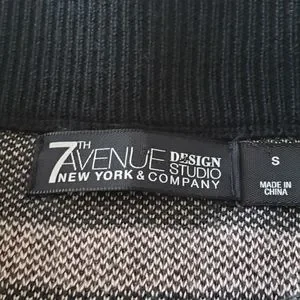 7TH
AVENUE DESIGN
STUDIO
NEW YORK & COMPANY
S
MADE IN
CHINA